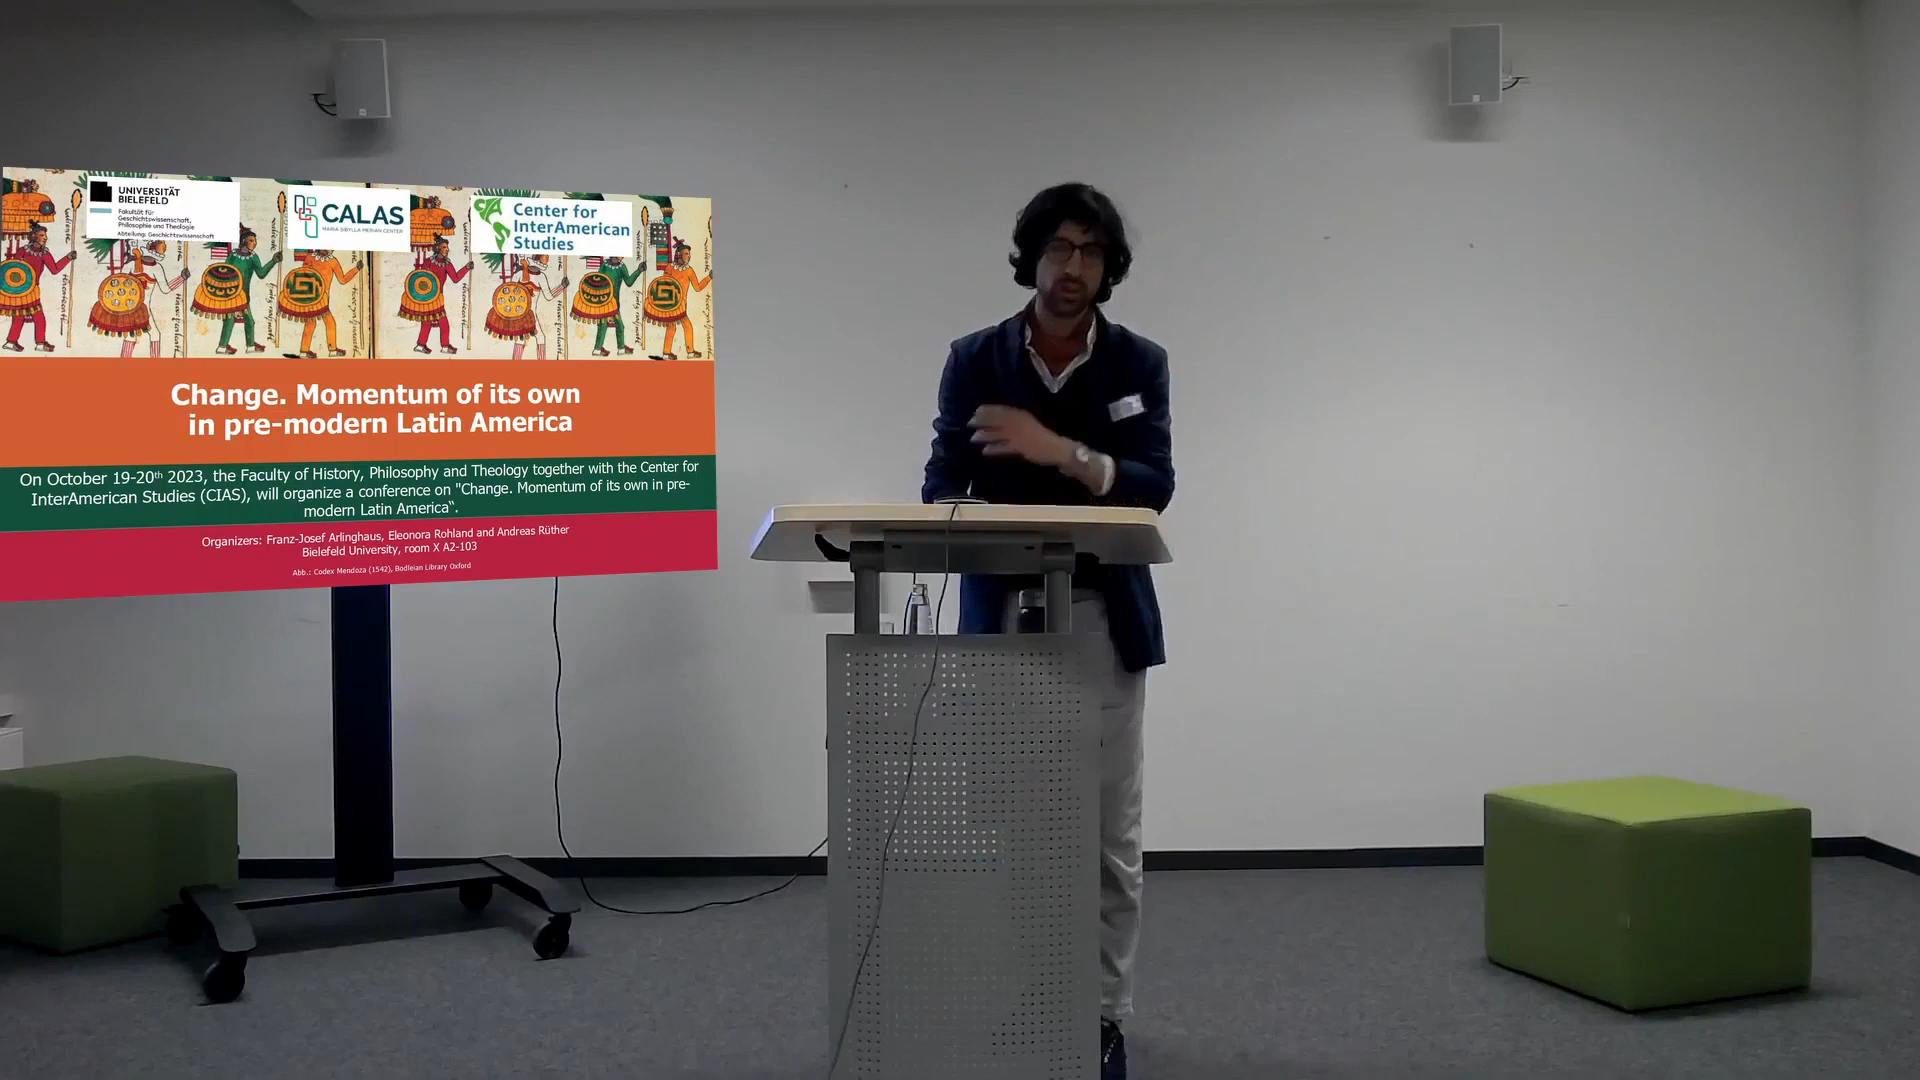 UNIVERSITÄT
BIELEFELD
Fakultät für
Geschichtswissenschaft,
Philosophie und Theologie
Abteilung: Geschichtswissenschaft
CALAS
MARIA SIBYLLA MERIAN CENTER
CIAS
Center for
InterAmerican
Studies
Change. Momentum of its own
in pre-modern Latin America
On October 19-20th 2023, the Faculty of History, Philosophy and Theology together with the Center for
InterAmerican Studies (CIAS), will organize a conference on "Change. Momentum of its own in pre-
modern Latin America“.
Organizers: Franz-Josef Arlinghaus, Eleonora Rohland and Andreas Rüther
Bielefeld University, room X A2-103
Abb.: Codex Mendoza (1542), Bodleian Library Oxford